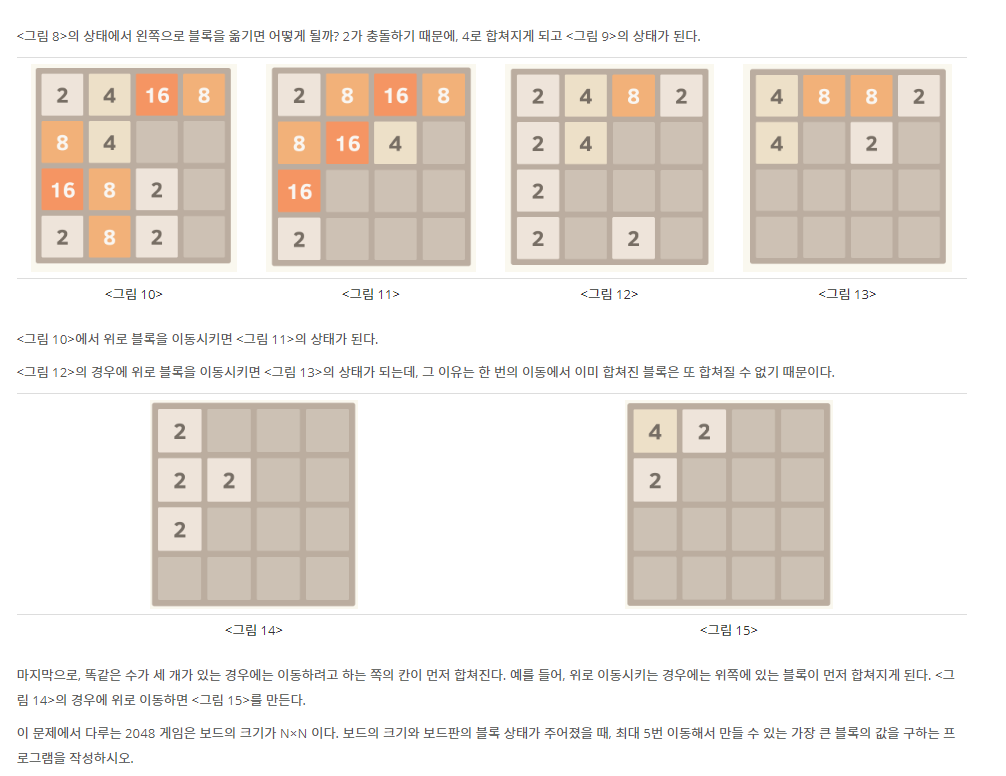 <그림 8>의 상태에서 왼쪽으로 블록을 옮기면 어떻게 될까? 2가 충돌하기 때문에, 4로 합쳐지게 되고 <그림 9>의 상태가 된다.
2 4 16 8
8 4
16 8 2
2 8 2
2 8 16 8
8 16 4
16
2
2 4 8 2
2 4
2
2 2
4 8 8 2
4 2
<그림 10> <그림 11> <그림 12> <그림 13>
<그림 10>에서 위로 블록을 이동시키면 <그림 11>의 상태가 된다.
<그림 12>의 경우에 위로 블록을 이동시키면 <그림 13>의 상태가 되는데, 그 이유는 한 번의 이동에서 이미 합쳐진 블록은 또 합쳐질 수 없기 때문이다.
2
2 2
2
4 2
2
<그림 14> <그림 15>
마지막으로, 똑같은 수가 세 개가 있는 경우에는 이동하려고 하는 쪽의 칸이 먼저 합쳐진다. 예를 들어, 위로 이동시키는 경우에는 위쪽에 있는 블록이 먼저 합쳐지게 된다. <그
림 14>의 경우에 위로 이동하면 <그림 15>를 만든다.
이 문제에서 다루는 2048 게임은 보드의 크기가 N×N 이다. 보드의 크기와 보드판의 블록 상태가 주어졌을 때, 최대 5번 이동해서 만들 수 있는 가장 큰 블록의 값을 구하는 프
로그램을 작성하시오.